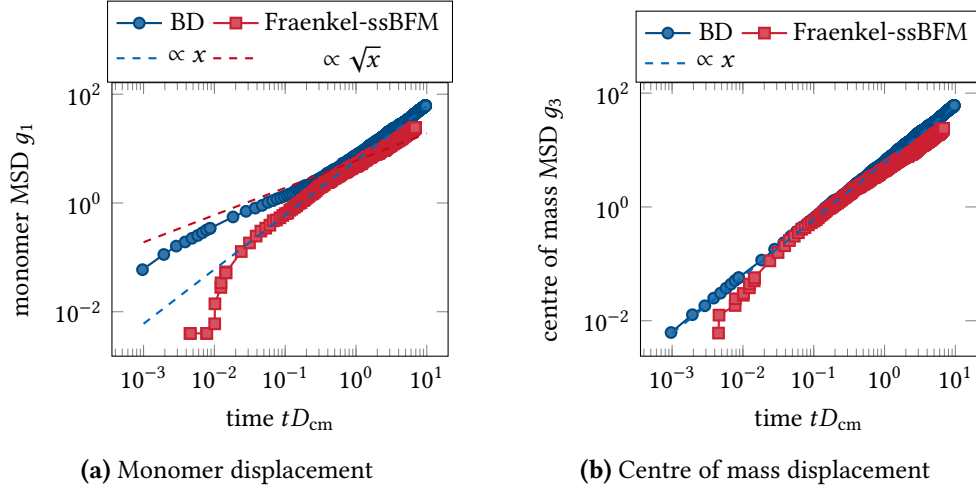 BD Fraenkel-ssBFM
∝ x ∝ √x
10² 10⁰ 10⁻²
monomer MSD g₁
10⁻³ 10⁻² 10⁻¹ 10⁰ 10¹
time tD_cm
(a) Monomer displacement
BD Fraenkel-ssBFM
∝ x
10² 10⁰ 10⁻²
centre of mass MSD g₃
10⁻³ 10⁻² 10⁻¹ 10⁰ 10¹
time tD_cm
(b) Centre of mass displacement